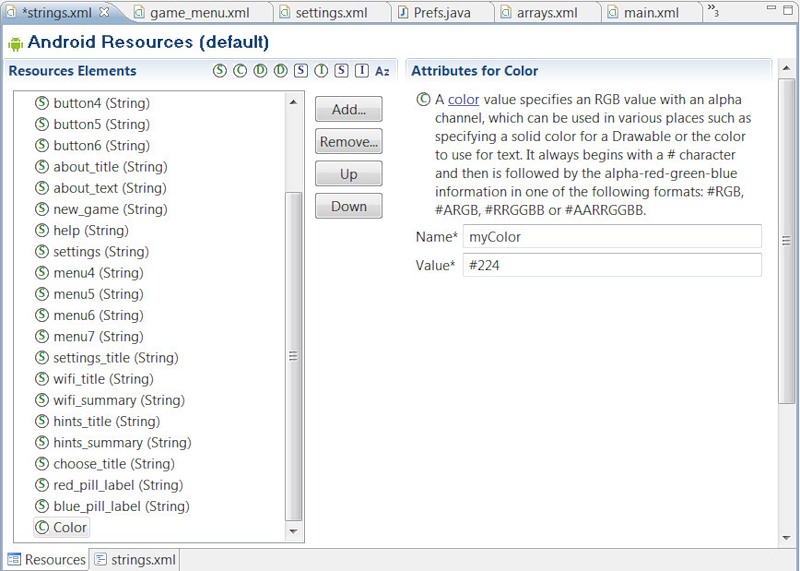 *strings.xml
game_menu.xml
settings.xml
Prefs.java
arrays.xml
main.xml
»3
Android Resources (default)
Resources Elements
S C D D S I S I Az
button4 (String)
button5 (String)
button6 (String)
about_title (String)
about_text (String)
new_game (String)
help (String)
settings (String)
menu4 (String)
menu5 (String)
menu6 (String)
menu7 (String)
settings_title (String)
wifi_title (String)
wifi_summary (String)
hints_title (String)
hints_summary (String)
choose_title (String)
red_pill_label (String)
blue_pill_label (String)
Color
Add...
Remove...
Up
Down
Attributes for Color
A color value specifies an RGB value with an alpha
channel, which can be used in various places such as
specifying a solid color for a Drawable or the color
to use for text. It always begins with a # character
and then is followed by the alpha-red-green-blue
information in one of the following formats: #RGB,
#ARGB, #RRGGBB or #AARRGGBB.
Name* myColor
Value* #224
Resources
strings.xml